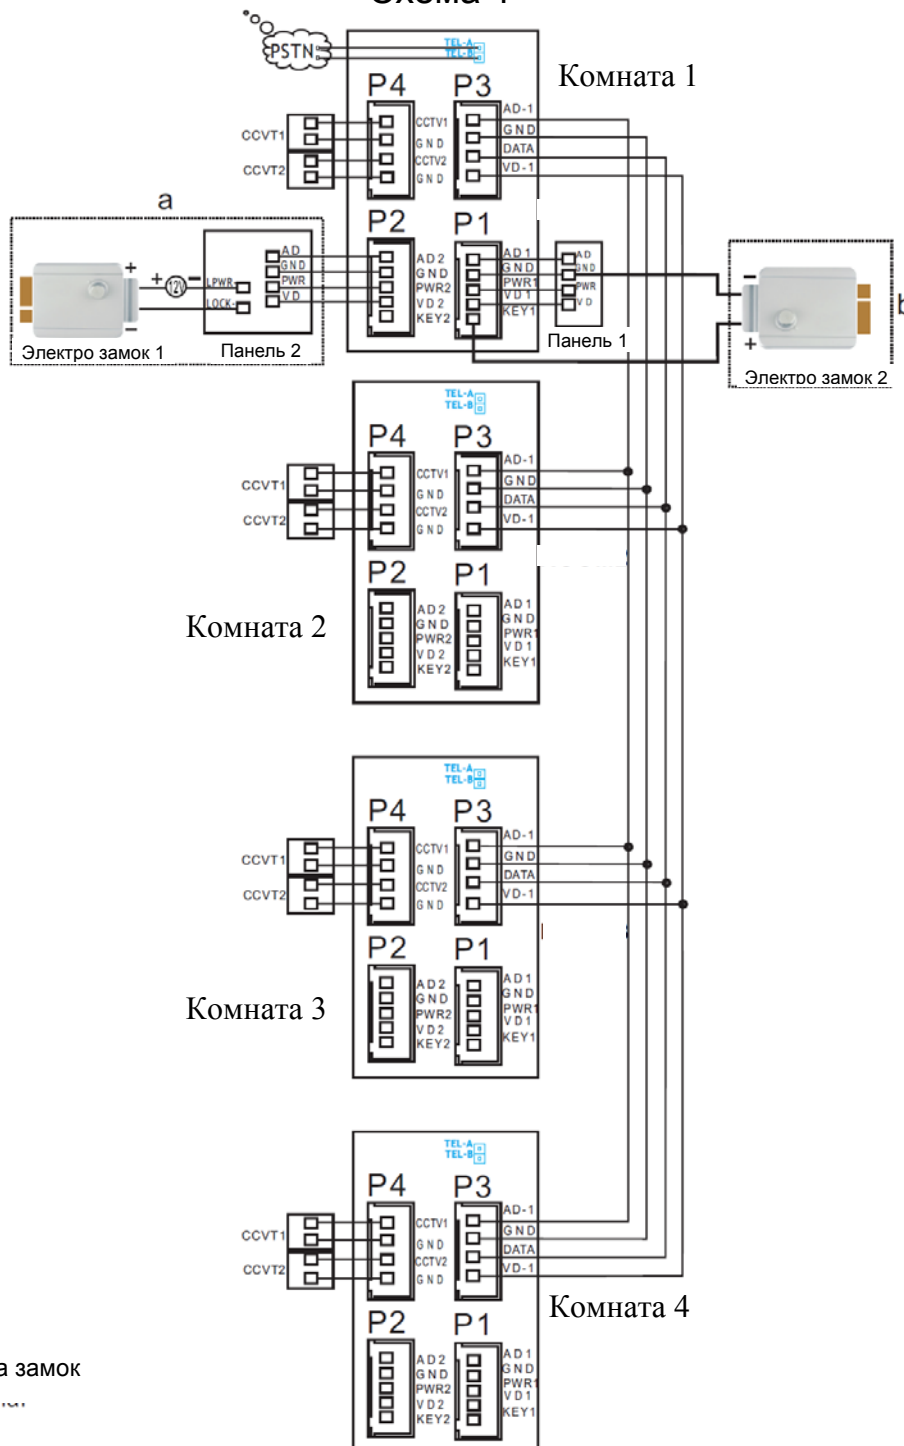 PSTN
TEL-A
TEL-B
Комната 1
P4
P3
CCVT1
CCVT2
CCTV1
GND
CCTV2
GND
AD-1
GND
DATA
VD-1
a
P2
P1
+
+
12V
–
–
LPWR-
LOCK-
AD
GND
PWR
VD
AD2
GND
PWR2
VD2
KEY2
AD1
GND
PWR1
VD1
KEY1
AD
GND
PWR
VD
–
+
b
Электро замок 1
Панель 2
Панель 1
Электро замок 2
TEL-A
TEL-B
P4
P3
CCVT1
CCVT2
CCTV1
GND
CCTV2
GND
AD-1
GND
DATA
VD-1
P2
P1
Комната 2
AD2
GND
PWR2
VD2
KEY2
AD1
GND
PWR1
VD1
KEY1
TEL-A
TEL-B
P4
P3
CCVT1
CCVT2
CCTV1
GND
CCTV2
GND
AD-1
GND
DATA
VD-1
P2
P1
Комната 3
AD2
GND
PWR2
VD2
KEY2
AD1
GND
PWR1
VD1
KEY1
TEL-A
TEL-B
P4
P3
CCVT1
CCVT2
CCTV1
GND
CCTV2
GND
AD-1
GND
DATA
VD-1
Комната 4
P2
P1
AD2
GND
PWR2
VD2
KEY2
AD1
GND
PWR1
VD1
KEY1
а замок